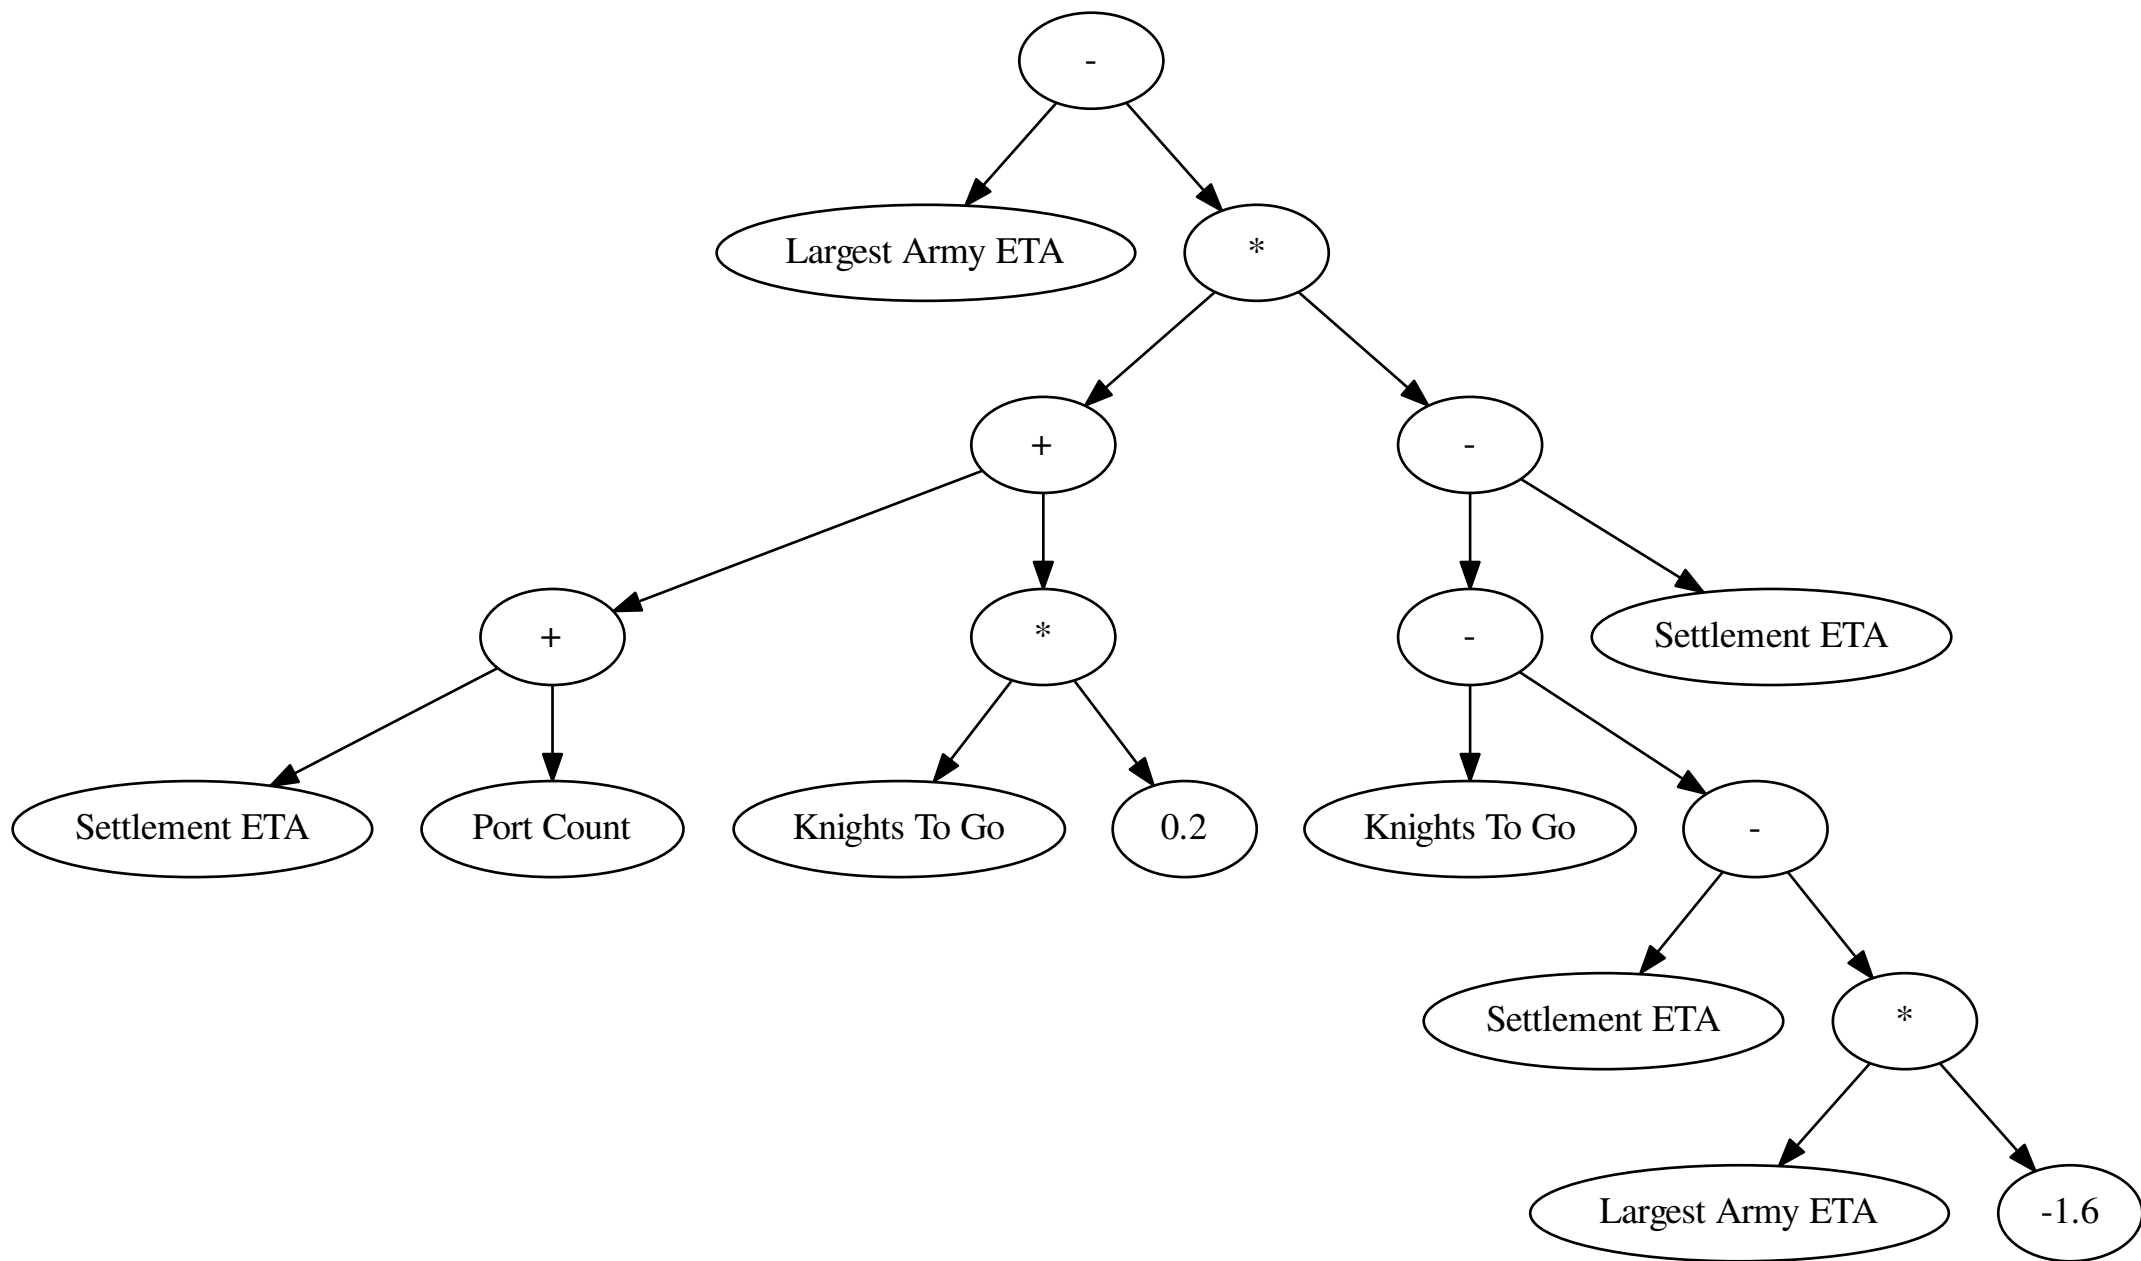 -
Largest Army ETA
*
+
-
+
*
-
Settlement ETA
Settlement ETA
Port Count
Knights To Go
0.2
Knights To Go
-
Settlement ETA
*
Largest Army ETA
-1.6